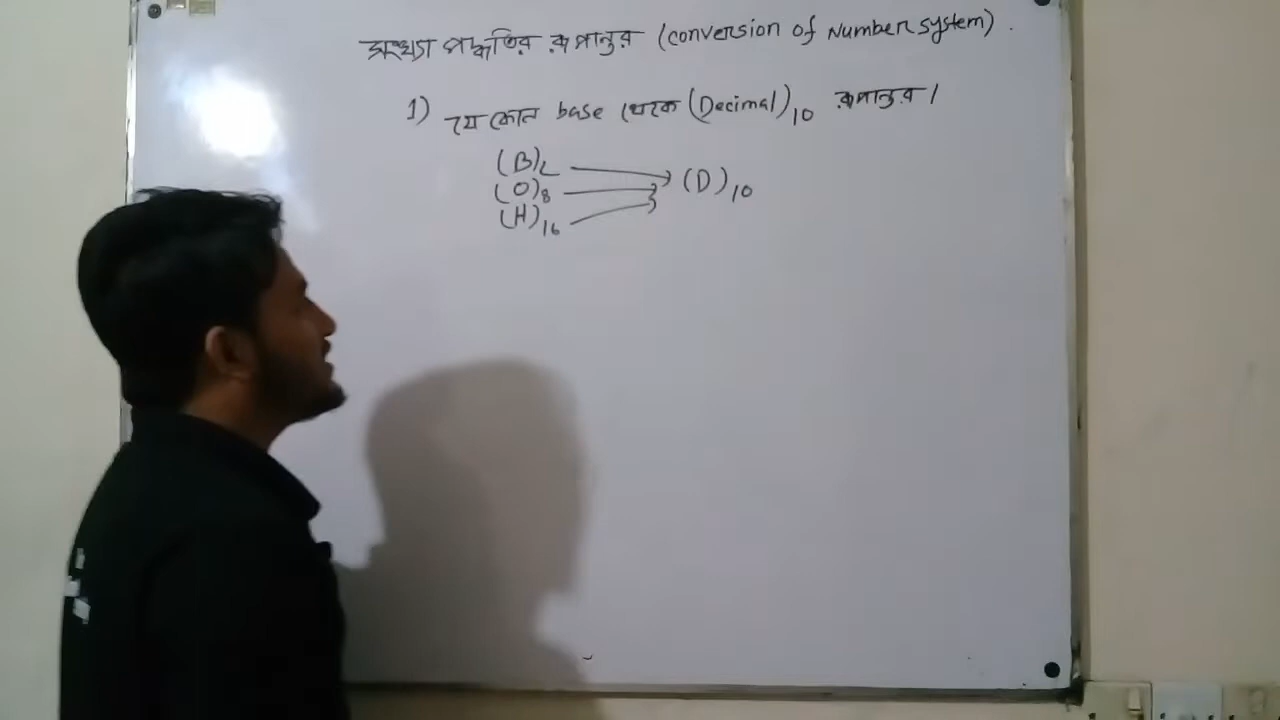 সংখ্যা পদ্ধতির রূপান্তর (conversion of Number system).
1) যে কোন base থেকে (Decimal)10 রূপান্তর।
(B)2
(O)8 → (D)10
(H)16